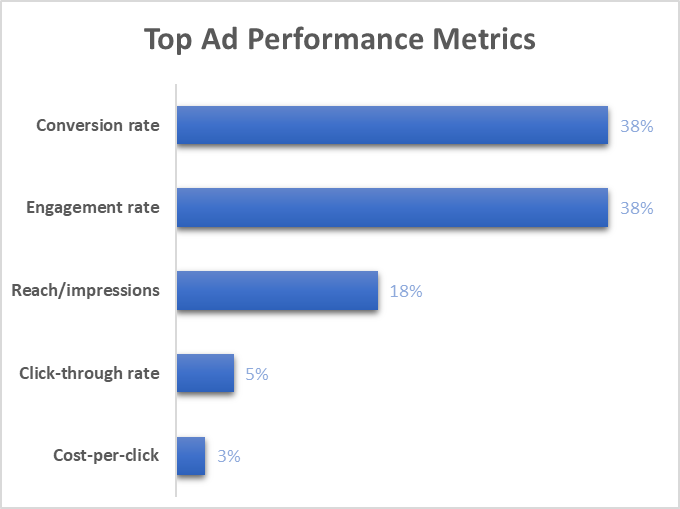 Top Ad Performance Metrics
Conversion rate 38%
Engagement rate 38%
Reach/impressions 18%
Click-through rate 5%
Cost-per-click 3%